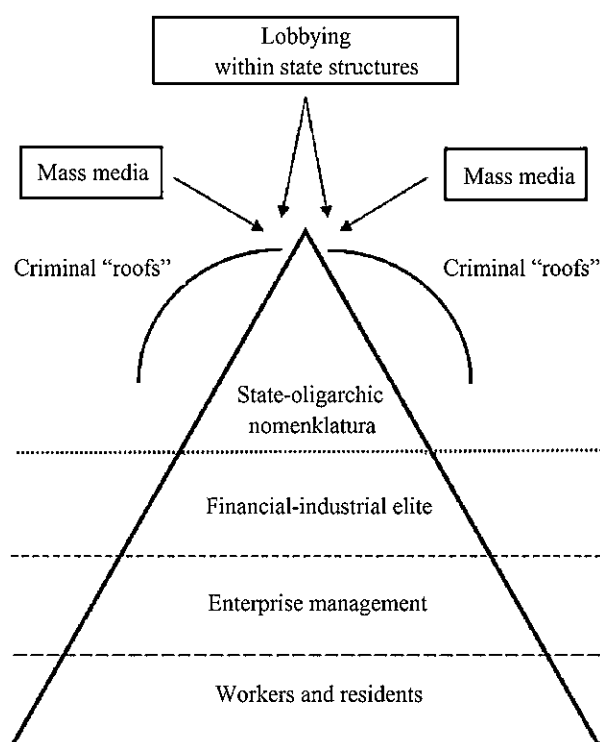 Lobbying
within state structures
Mass media
Mass media
Criminal “roofs”
Criminal “roofs”
State-oligarchic
nomenklatura
Financial-industrial elite
Enterprise management
Workers and residents